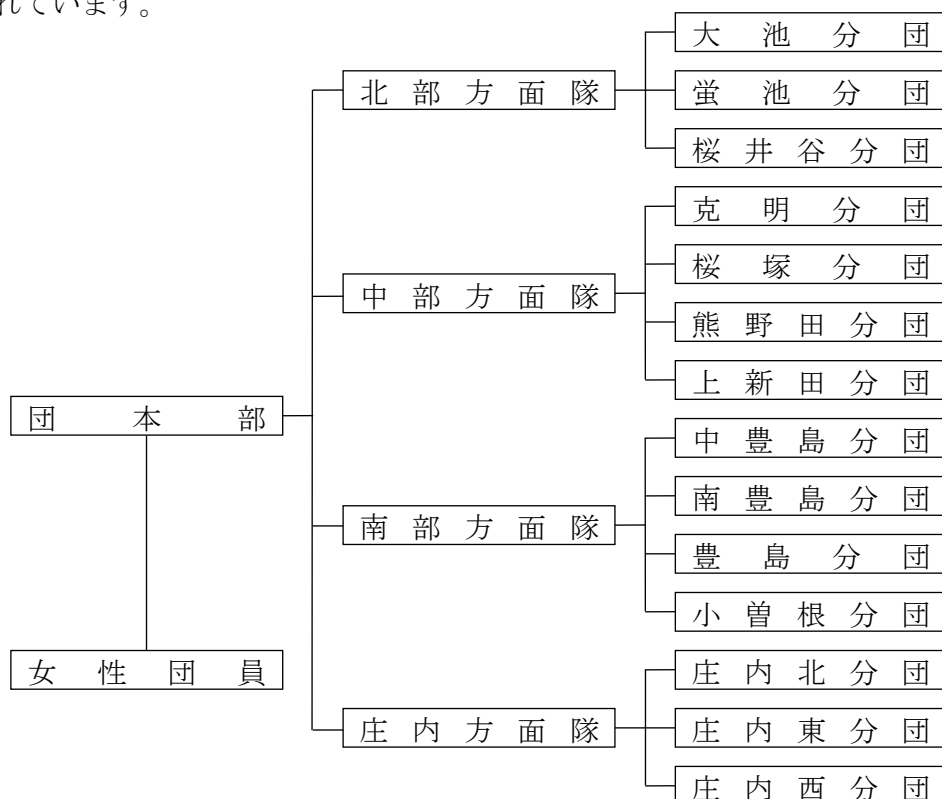 れています。
大池分団
北部方面隊
蛍池分団
桜井谷分団
克明分団
桜塚分団
中部方面隊
熊野田分団
上新田分団
団本部
中豊島分団
南豊島分団
南部方面隊
豊島分団
小曽根分団
女性団員
庄内北分団
庄内方面隊
庄内東分団
庄内西分団